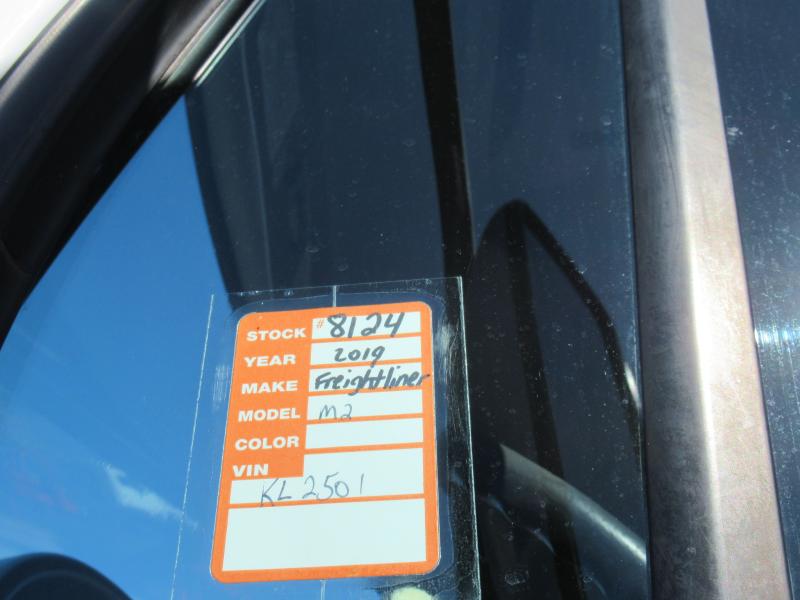 STOCK #8124
YEAR 2019
MAKE Freightliner
MODEL M2
COLOR
VIN
KL2501